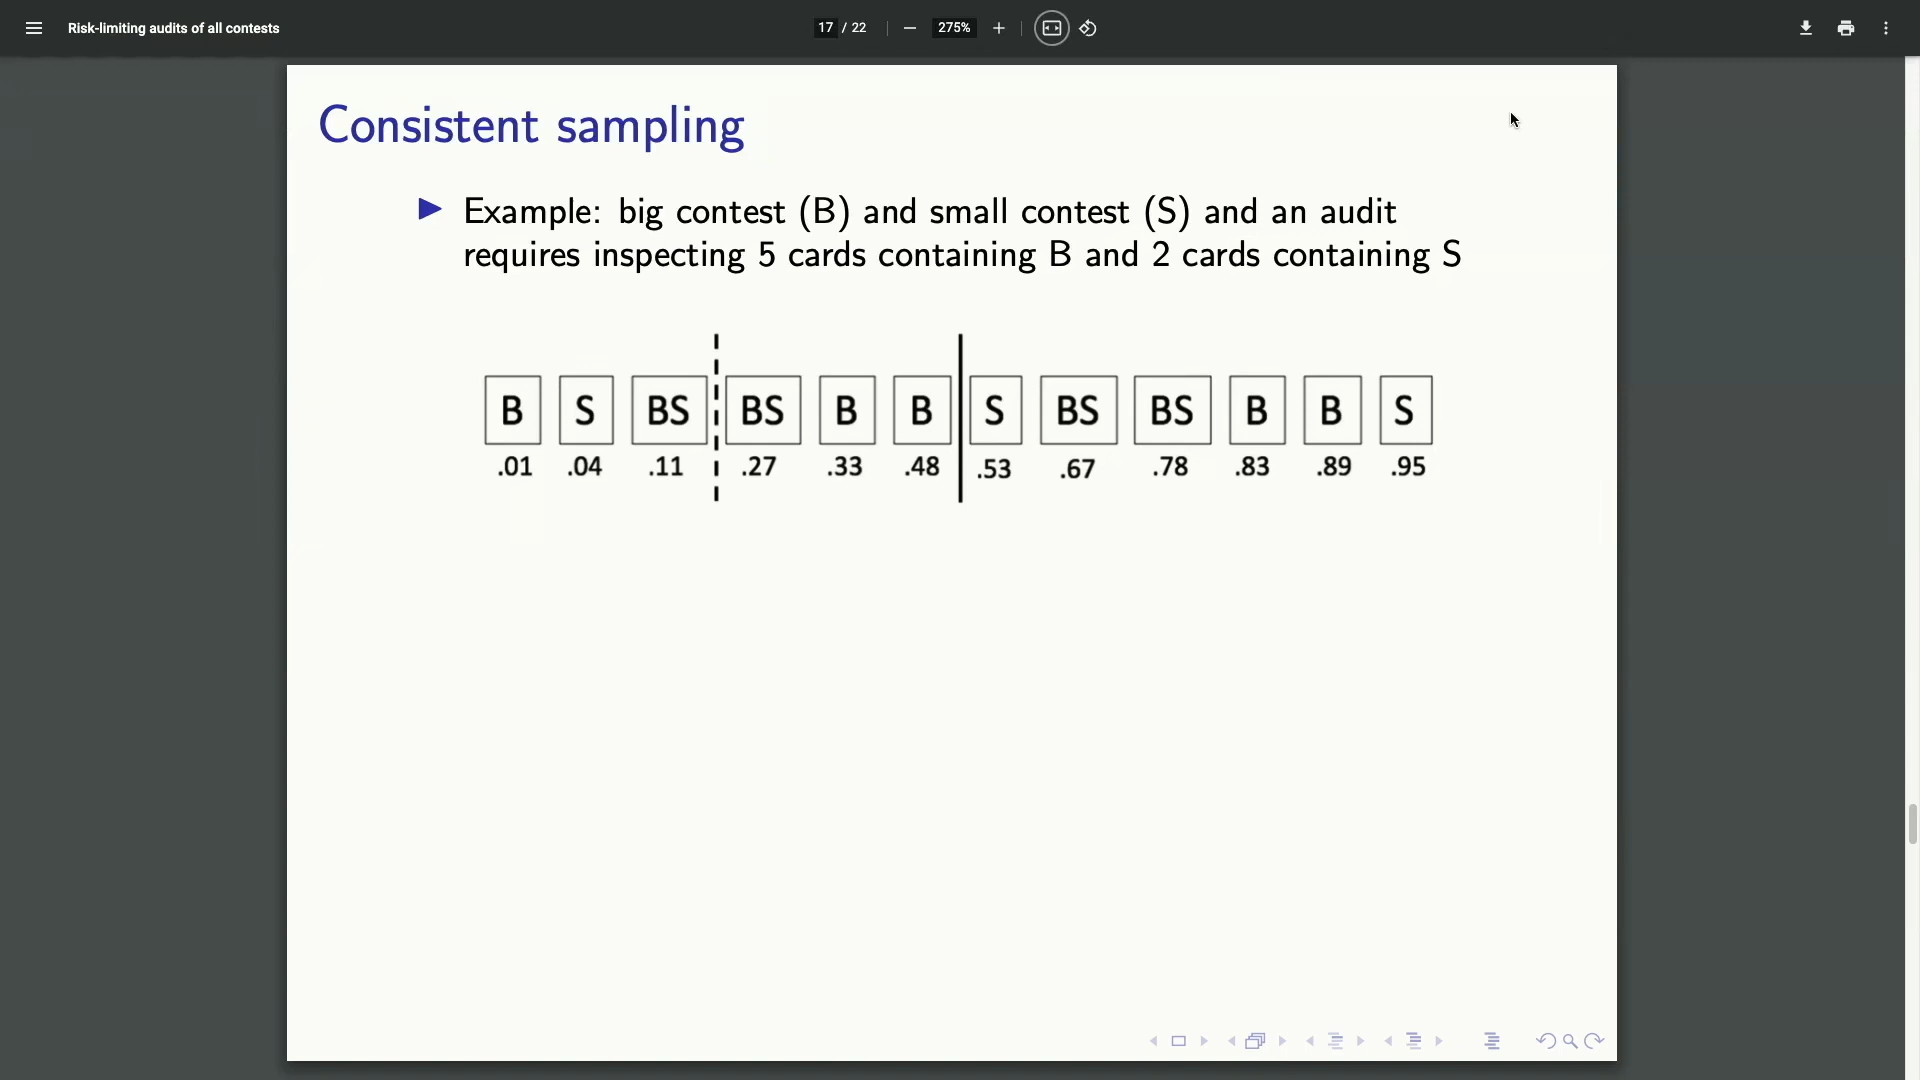 Risk-limiting audits of all contests
17 / 22
275%
Consistent sampling
Example: big contest (B) and small contest (S) and an audit
requires inspecting 5 cards containing B and 2 cards containing S
B S BS BS B B S BS BS B B S
.01 .04 .11 .27 .33 .48 .53 .67 .78 .83 .89 .95